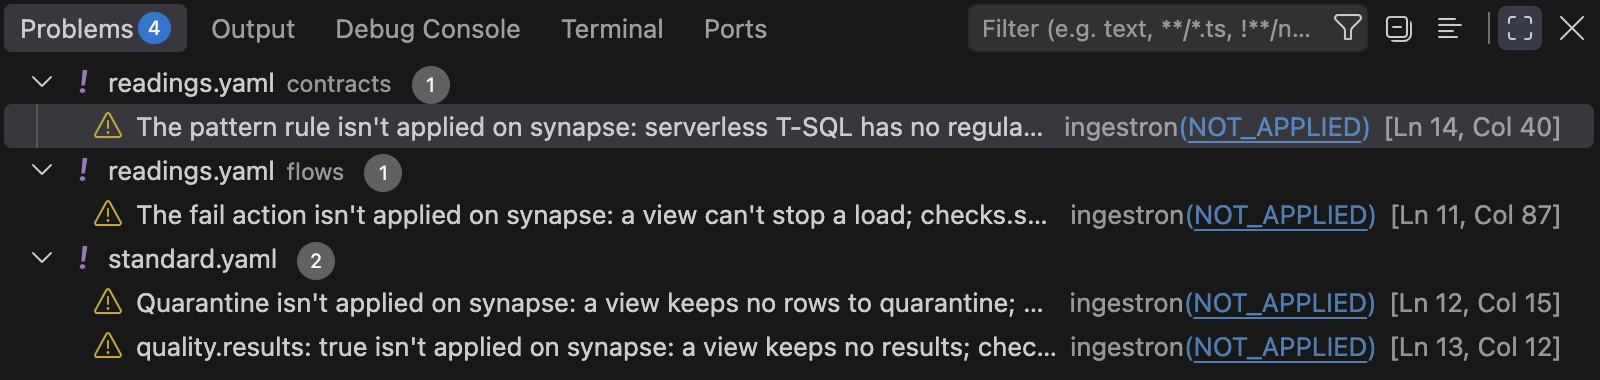 Problems 4 Output Debug Console Terminal Ports Filter (e.g. text, **/*.ts, !**/n...
readings.yaml contracts 1
The pattern rule isn't applied on synapse: serverless T-SQL has no regula... ingestron(NOT_APPLIED) [Ln 14, Col 40]
readings.yaml flows 1
The fail action isn't applied on synapse: a view can't stop a load; checks.s... ingestron(NOT_APPLIED) [Ln 11, Col 87]
standard.yaml 2
Quarantine isn't applied on synapse: a view keeps no rows to quarantine; ... ingestron(NOT_APPLIED) [Ln 12, Col 15]
quality.results: true isn't applied on synapse: a view keeps no results; chec... ingestron(NOT_APPLIED) [Ln 13, Col 12]